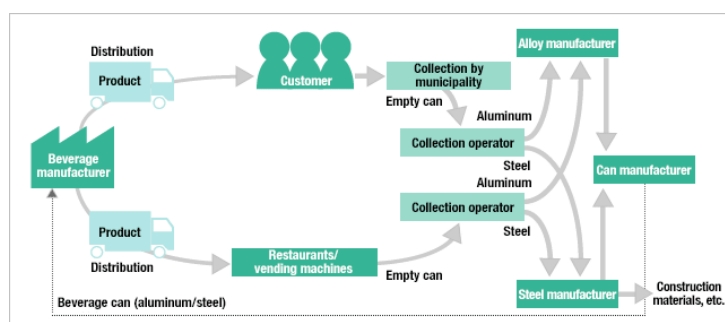 Distribution
Product
Customer
Collection by
municipality
Alloy manufacturer
Empty can
Aluminum
Beverage
manufacturer
Collection operator
Steel
Can manufacturer
Aluminum
Collection operator
Steel
Product
Distribution
Restaurants/
vending machines
Empty can
Steel manufacturer
Construction
materials, etc.
Beverage can (aluminum/steel)